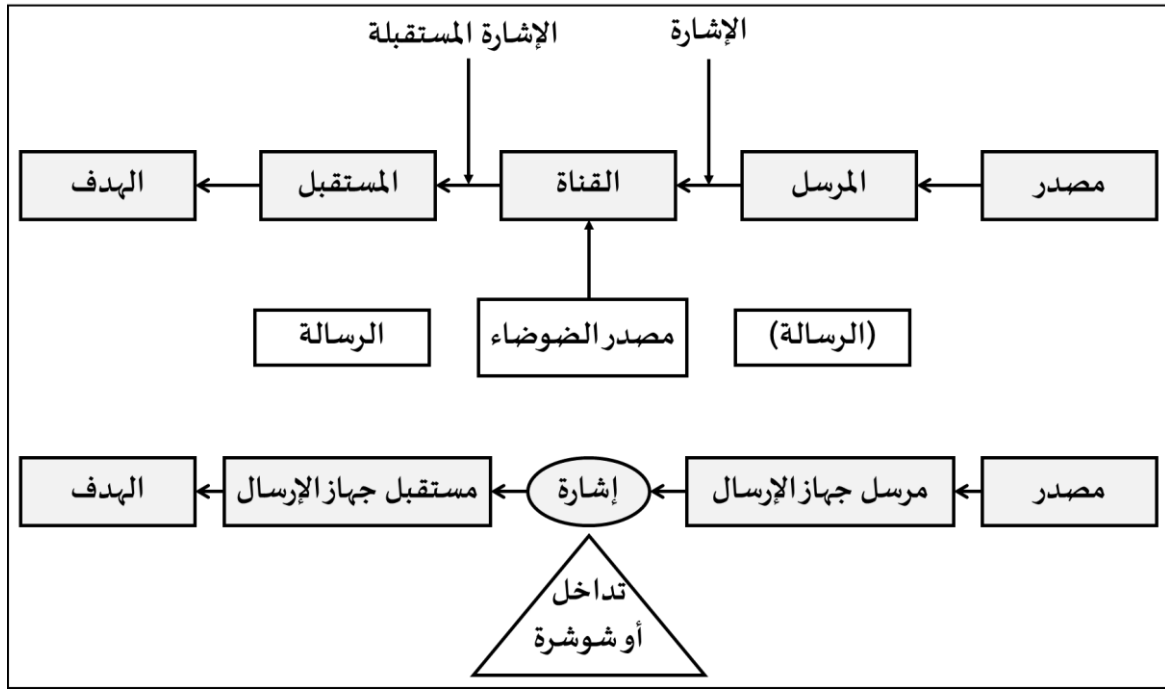 الإشارة
الإشارة المستقبلة
مصدر
المرسل
القناة
المستقبل
الهدف
(الرسالة)
مصدر الضوضاء
الرسالة
مصدر
مرسل جهاز الإرسال
إشارة
مستقبل جهاز الإرسال
الهدف
تداخل
أو شوشرة